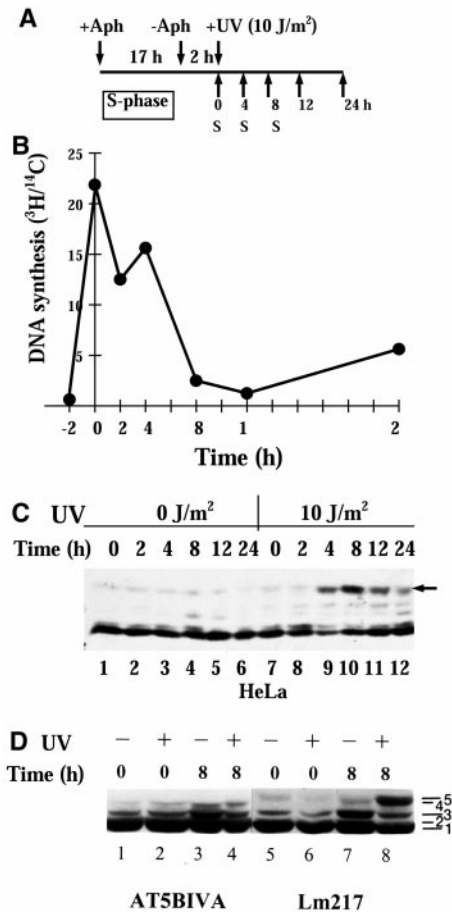 A
+Aph -Aph +UV (10 J/m²)
17 h 2 h
S-phase
0 4 8 12 24 h
S S S
B
DNA synthesis (³H/¹⁴C)
25
20
15
10
5
-2 0 2 4 8 1 2
Time (h)
C
UV 0 J/m² 10 J/m²
Time (h) 0 2 4 8 12 24 0 2 4 8 12 24
1 2 3 4 5 6 7 8 9 10 11 12
HeLa
D
UV − + − + − + − +
Time (h) 0 0 8 8 0 0 8 8
5
4
3
2
1
1 2 3 4 5 6 7 8
AT5BIVA Lm217